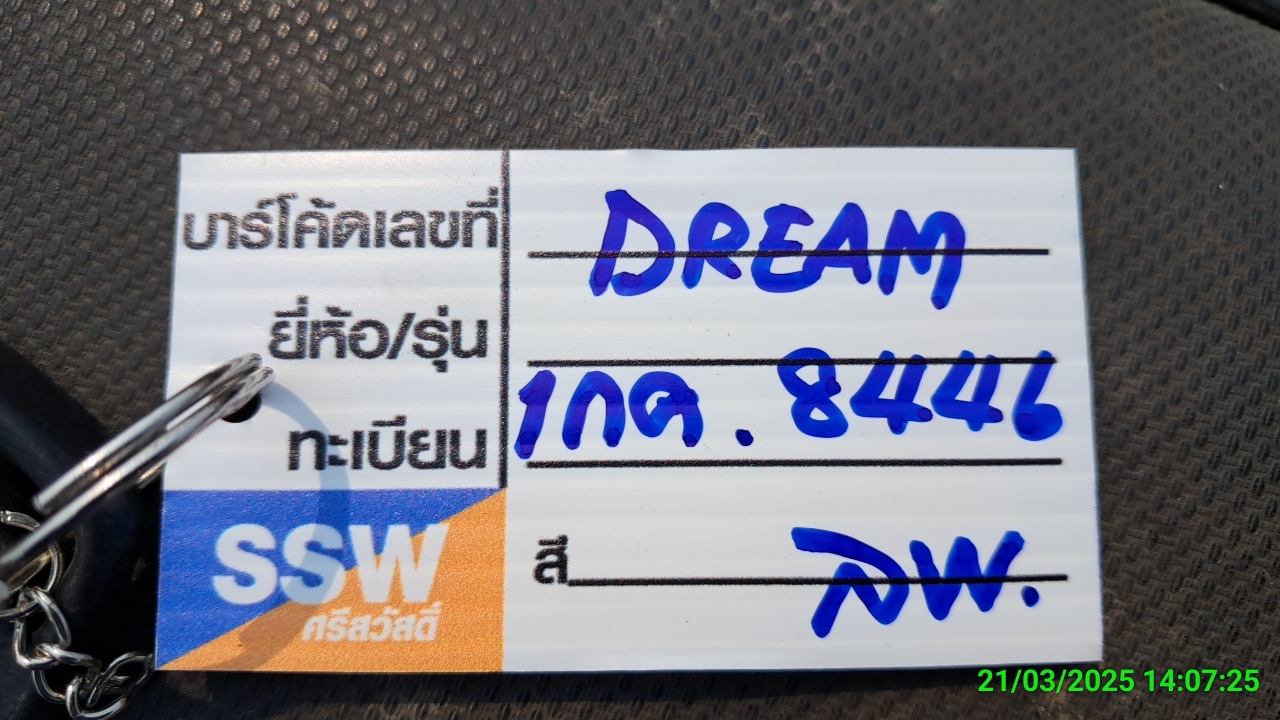 บาร์โค้ดเลขที่ DREAM
ยี่ห้อ/รุ่น
ทะเบียน 1กค. 8446
SSW
ศรีสวัสดิ์
สี ลพ.
21/03/2025 14:07:25